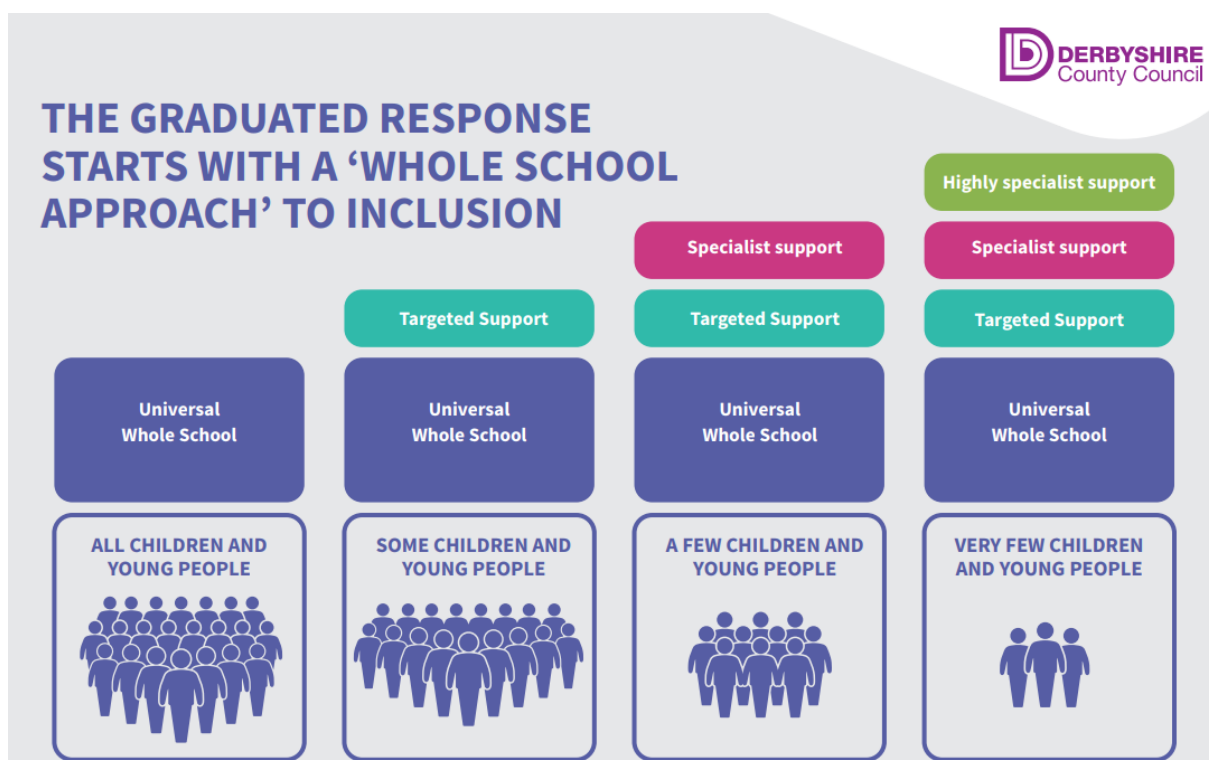 DERBYSHIRE
County Council
THE GRADUATED RESPONSE
STARTS WITH A ‘WHOLE SCHOOL
APPROACH’ TO INCLUSION
Highly specialist support
Specialist support
Specialist support
Targeted Support
Targeted Support
Targeted Support
Universal
Whole School
Universal
Whole School
Universal
Whole School
Universal
Whole School
ALL CHILDREN AND
YOUNG PEOPLE
SOME CHILDREN AND
YOUNG PEOPLE
A FEW CHILDREN AND
YOUNG PEOPLE
VERY FEW CHILDREN
AND YOUNG PEOPLE